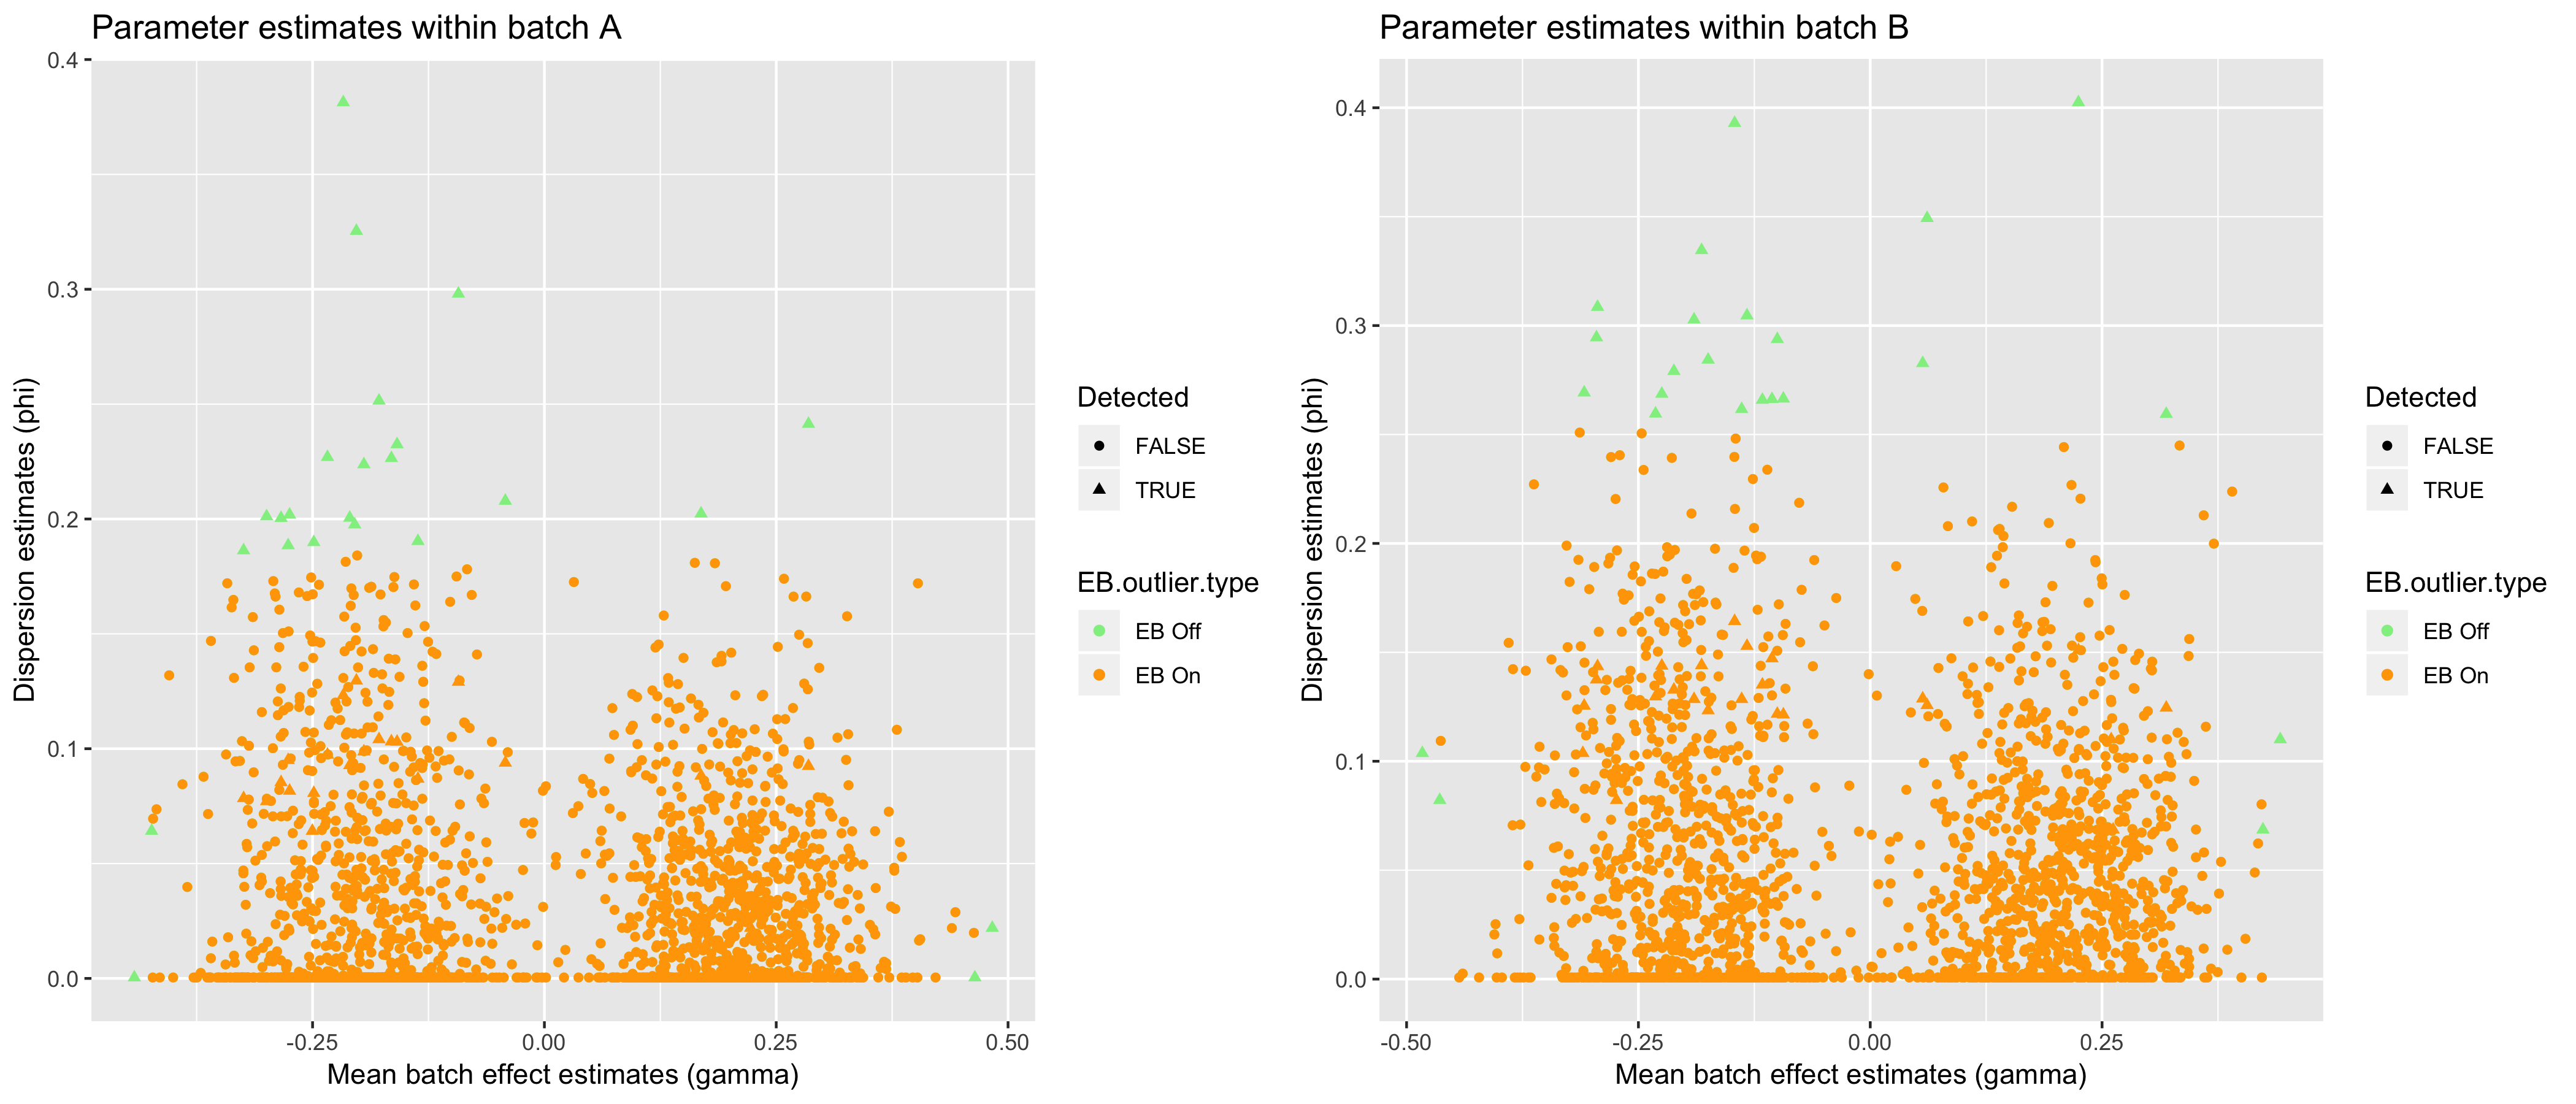 Parameter estimates within batch A
Dispersion estimates (phi)
0.4
0.3
0.2
0.1
0.0
-0.25
0.00
0.25
0.50
Mean batch effect estimates (gamma)
Detected
FALSE
TRUE
EB.outlier.type
EB Off
EB On
Parameter estimates within batch B
Dispersion estimates (phi)
0.4
0.3
0.2
0.1
0.0
-0.50
-0.25
0.00
0.25
Mean batch effect estimates (gamma)
Detected
FALSE
TRUE
EB.outlier.type
EB Off
EB On